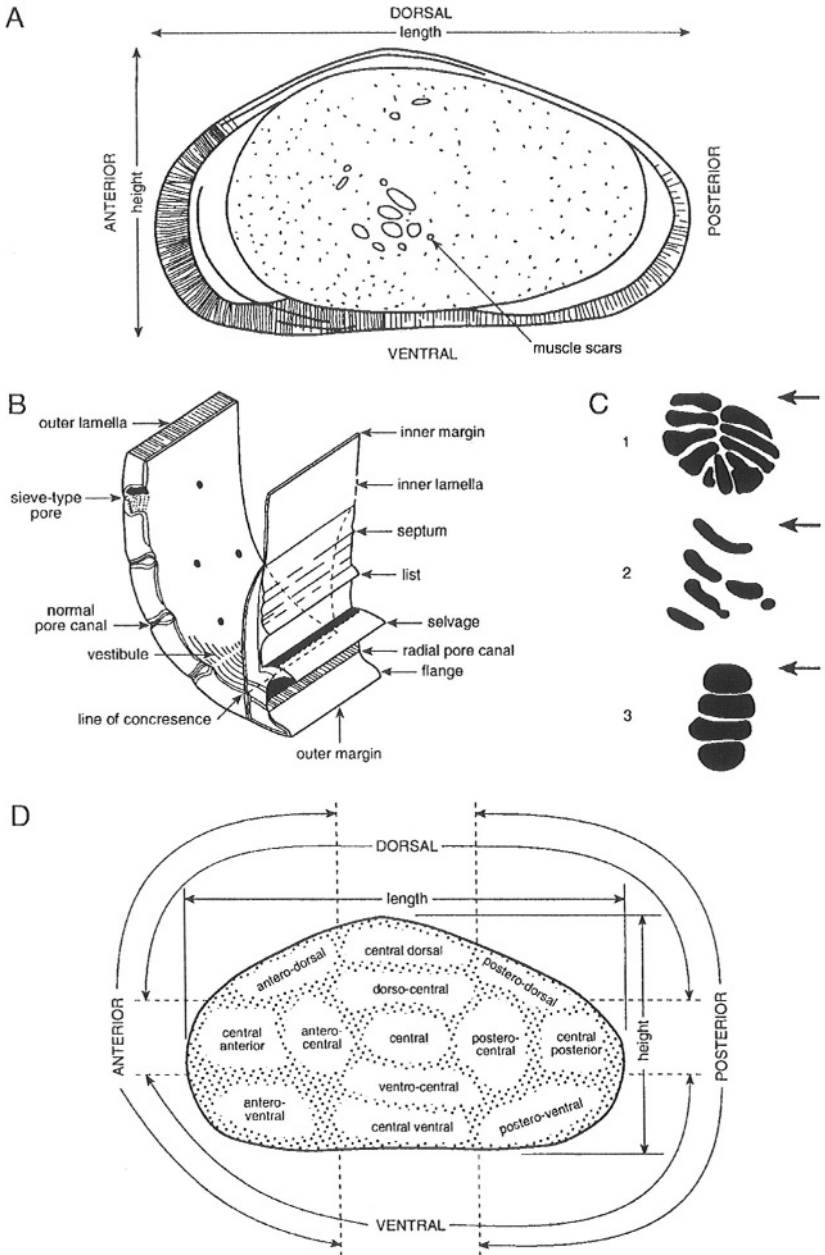 A
DORSAL
length
ANTERIOR
height
POSTERIOR
VENTRAL
muscle scars
B
outer lamella
sieve-type
pore
normal
pore canal
vestibule
line of concresence
outer margin
inner margin
inner lamella
septum
list
selvage
radial pore canal
flange
C
1
2
3
D
DORSAL
length
ANTERIOR
antero-dorsal
central dorsal
postero-dorsal
dorso-central
central
anterior
antero-
central
central
postero-
central
central
posterior
ventro-central
antero-
ventral
central ventral
postero-ventral
height
POSTERIOR
VENTRAL